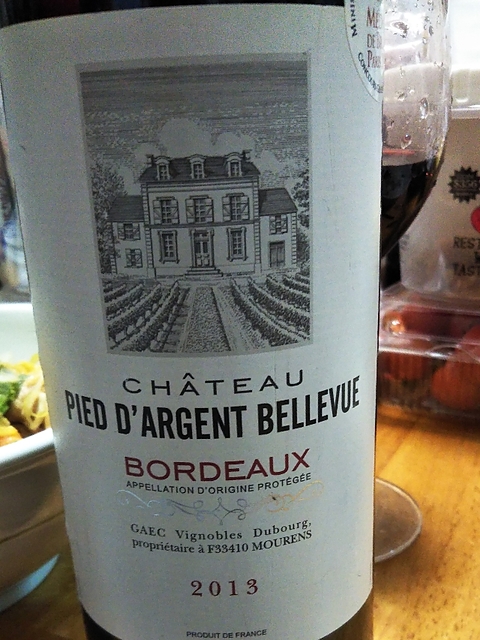 CHÂTEAU
PIED D'ARGENT BELLEVUE
BORDEAUX
APPELLATION D'ORIGINE PROTÉGÉE
GAEC Vignobles Dubourg,
propriétaire à F33410 MOURENS
2013
PRODUIT DE FRANCE